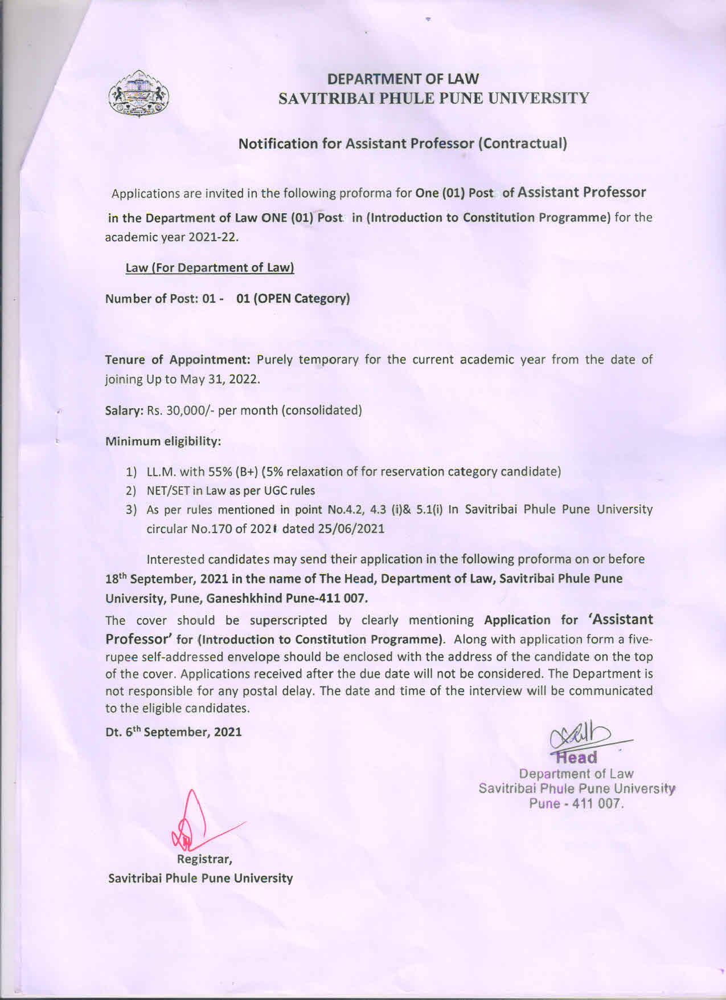 DEPARTMENT OF LAW
SAVITRIBAI PHULE PUNE UNIVERSITY
Notification for Assistant Professor (Contractual)
Applications are invited in the following proforma for One (01) Post of Assistant Professor
in the Department of Law ONE (01) Post in (Introduction to Constitution Programme) for the
academic year 2021-22.
Law (For Department of Law)
Number of Post: 01 - 01 (OPEN Category)
Tenure of Appointment: Purely temporary for the current academic year from the date of
joining Up to May 31, 2022.
Salary: Rs. 30,000/- per month (consolidated)
Minimum eligibility:
1) LL.M. with 55% (B+) (5% relaxation of for reservation category candidate)
2) NET/SET in Law as per UGC rules
3) As per rules mentioned in point No.4.2, 4.3 (i)& 5.1(i) In Savitribai Phule Pune University
circular No.170 of 2021 dated 25/06/2021
Interested candidates may send their application in the following proforma on or before
18th September, 2021 in the name of The Head, Department of Law, Savitribai Phule Pune
University, Pune, Ganeshkhind Pune-411 007.
The cover should be superscripted by clearly mentioning Application for ‘Assistant
Professor’ for (Introduction to Constitution Programme). Along with application form a five-
rupee self-addressed envelope should be enclosed with the address of the candidate on the top
of the cover. Applications received after the due date will not be considered. The Department is
not responsible for any postal delay. The date and time of the interview will be communicated
to the eligible candidates.
Dt. 6th September, 2021
Head
Department of Law
Savitribai Phule Pune University
Pune - 411 007.
Registrar,
Savitribai Phule Pune University